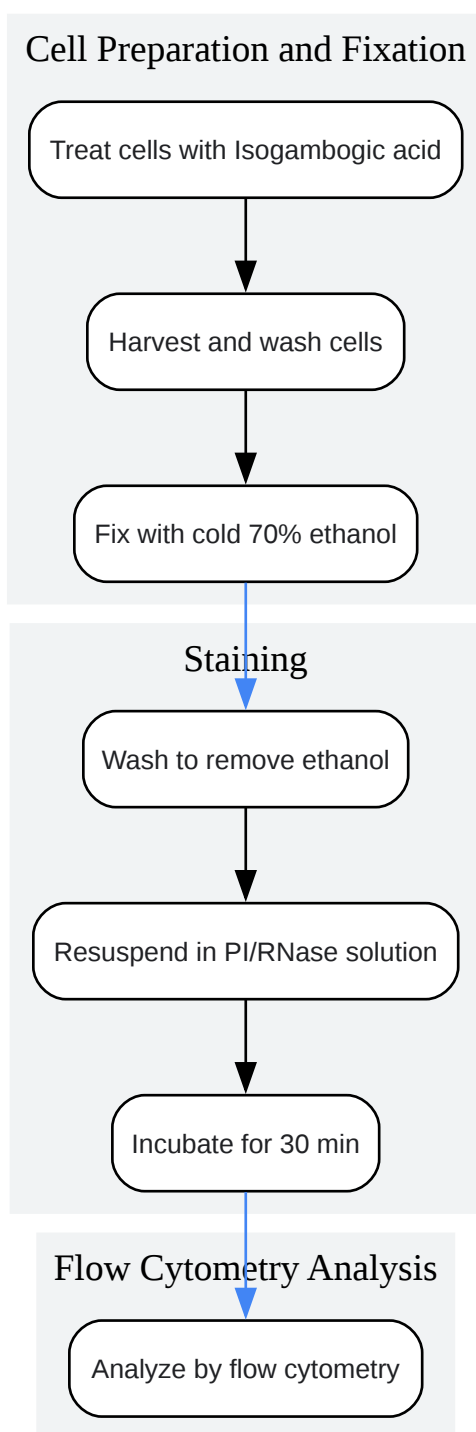 Cell Preparation and Fixation
Treat cells with Isogambogic acid
Harvest and wash cells
Fix with cold 70% ethanol
Staining
Wash to remove ethanol
Resuspend in PI/RNase solution
Incubate for 30 min
Flow Cytometry Analysis
Analyze by flow cytometry